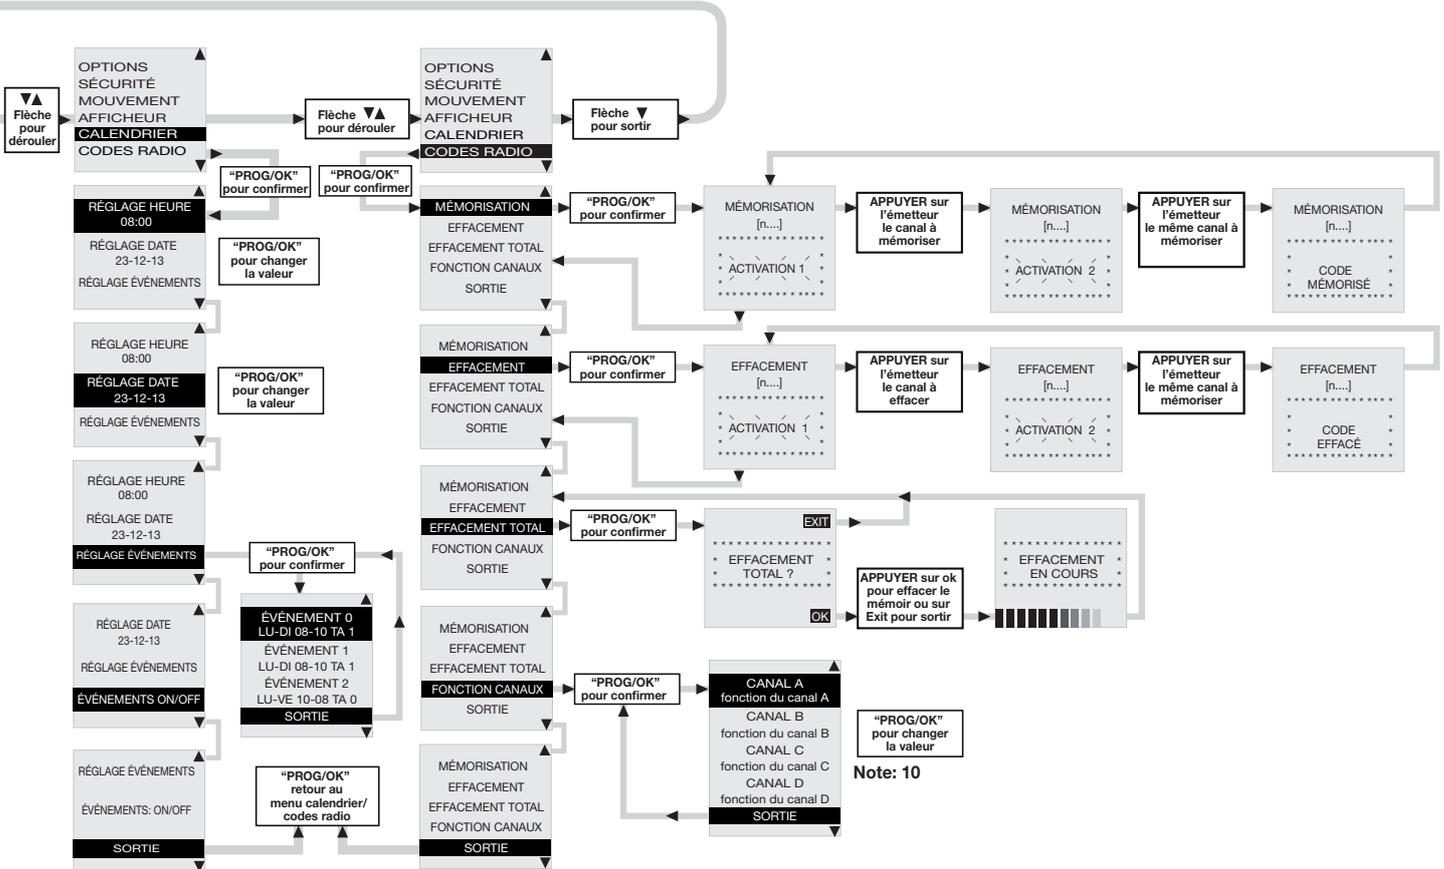 ▼▲
Flèche
pour
dérouler
OPTIONS
SÉCURITÉ
MOUVEMENT
AFFICHEUR
CALENDRIER
CODES RADIO
Flèche ▼▲
pour dérouler
OPTIONS
SÉCURITÉ
MOUVEMENT
AFFICHEUR
CALENDRIER
CODES RADIO
Flèche ▼
pour sortir
“PROG/OK”
pour confirmer
“PROG/OK”
pour confirmer
RÉGLAGE HEURE
08:00
RÉGLAGE DATE
23-12-13
RÉGLAGE ÉVÉNEMENTS
“PROG/OK”
pour changer
la valeur
RÉGLAGE HEURE
08:00
RÉGLAGE DATE
23-12-13
RÉGLAGE ÉVÉNEMENTS
“PROG/OK”
pour changer
la valeur
RÉGLAGE HEURE
08:00
RÉGLAGE DATE
23-12-13
RÉGLAGE ÉVÉNEMENTS
“PROG/OK”
pour confirmer
ÉVÉNEMENT 0
LU-DI 08-10 TA 1
ÉVÉNEMENT 1
LU-DI 08-10 TA 1
ÉVÉNEMENT 2
LU-VE 10-08 TA 0
SORTIE
RÉGLAGE DATE
23-12-13
RÉGLAGE ÉVÉNEMENTS
ÉVÉNEMENTS ON/OFF
RÉGLAGE ÉVÉNEMENTS
ÉVÉNEMENTS: ON/OFF
SORTIE
“PROG/OK”
retour au
menu calendrier/
codes radio
MÉMORISATION
EFFACEMENT
EFFACEMENT TOTAL
FONCTION CANAUX
SORTIE
“PROG/OK”
pour confirmer
MÉMORISATION
[n....]
ACTIVATION 1
APPUYER sur
l’émetteur
le canal à
mémoriser
MÉMORISATION
[n....]
ACTIVATION 2
APPUYER sur
l’émetteur
le même canal à
mémoriser
MÉMORISATION
[n....]
CODE
MÉMORISÉ
MÉMORISATION
EFFACEMENT
EFFACEMENT TOTAL
FONCTION CANAUX
SORTIE
“PROG/OK”
pour confirmer
EFFACEMENT
[n....]
ACTIVATION 1
APPUYER sur
l’émetteur
le canal à
effacer
EFFACEMENT
[n....]
ACTIVATION 2
APPUYER sur
l’émetteur
le même canal à
mémoriser
EFFACEMENT
[n....]
CODE
EFFACÉ
MÉMORISATION
EFFACEMENT
EFFACEMENT TOTAL
FONCTION CANAUX
SORTIE
“PROG/OK”
pour confirmer
EXIT
EFFACEMENT
TOTAL ?
OK
APPUYER sur ok
pour effacer le
mémoir ou sur
Exit pour sortir
EFFACEMENT
EN COURS
MÉMORISATION
EFFACEMENT
EFFACEMENT TOTAL
FONCTION CANAUX
SORTIE
“PROG/OK”
pour confirmer
CANAL A
fonction du canal A
CANAL B
fonction du canal B
CANAL C
fonction du canal C
CANAL D
fonction du canal D
SORTIE
“PROG/OK”
pour changer
la valeur
Note: 10
MÉMORISATION
EFFACEMENT
EFFACEMENT TOTAL
FONCTION CANAUX
SORTIE